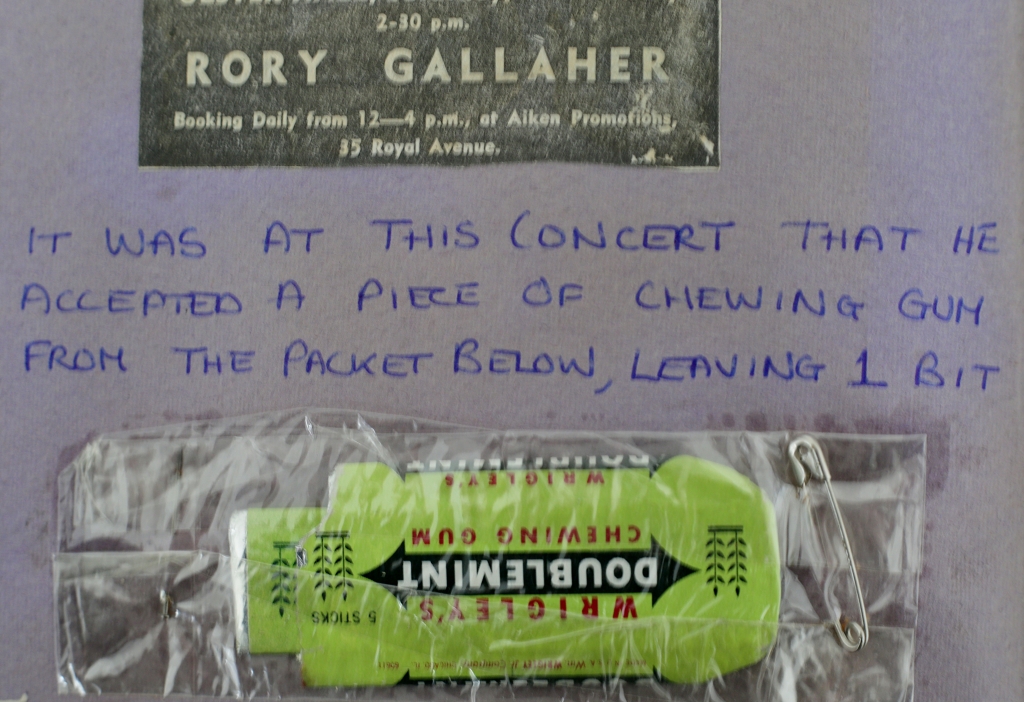 2-30 p.m.
RORY GALLAHER
Booking Daily from 12—4 p.m., at Aiken Promotions,
35 Royal Avenue.
IT WAS AT THIS CONCERT THAT HE
ACCEPTED A PIECE OF CHEWING GUM
FROM THE PACKET BELOW, LEAVING 1 BIT
DOUBLEMINT
WRIGLEY'S
CHEWING GUM
DOUBLEMINT
WRIGLEY'S
5 STICKS